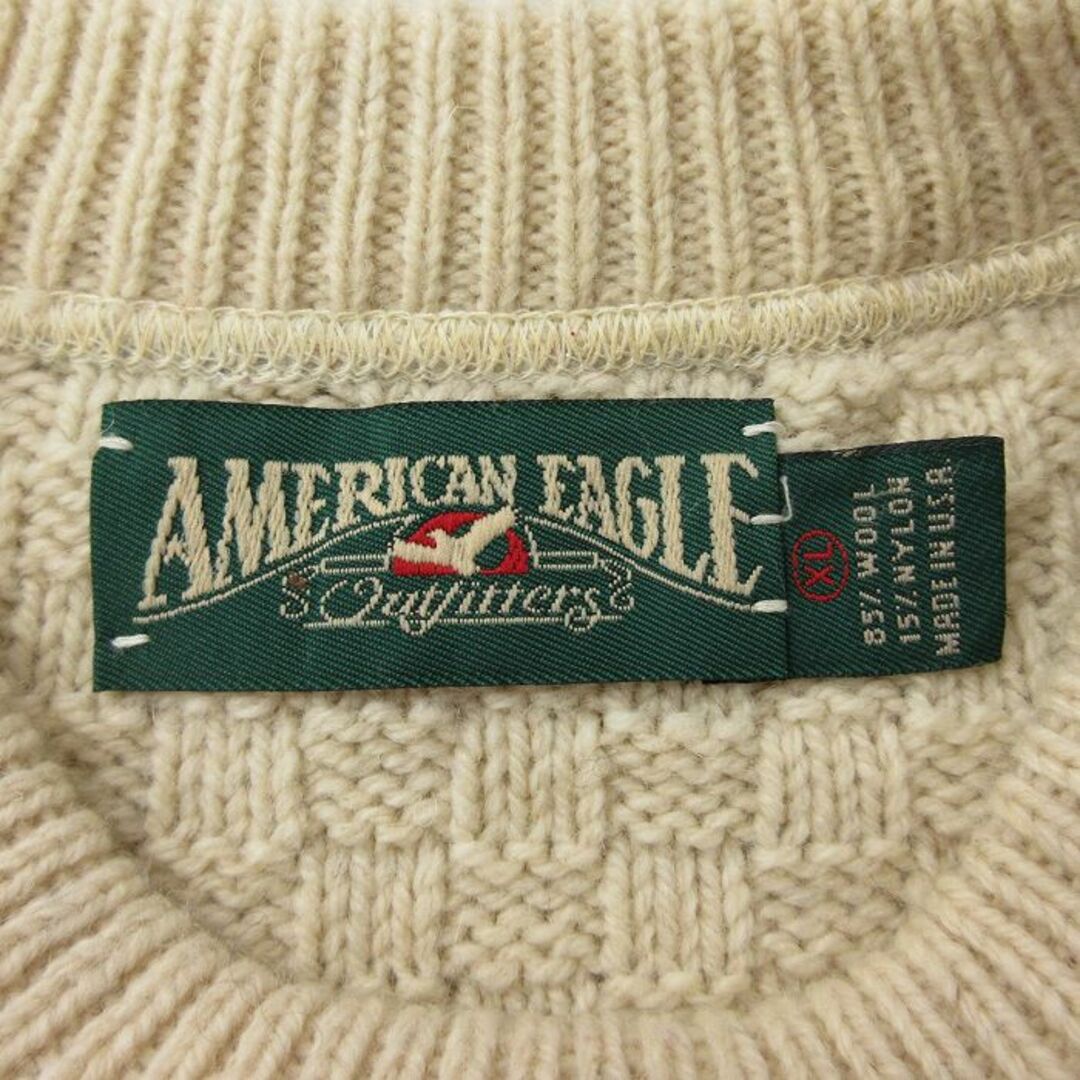 AMERICAN EAGLE
Outfitters
XL
85% WOOL
15% NYLON
MADE IN U.S.A.